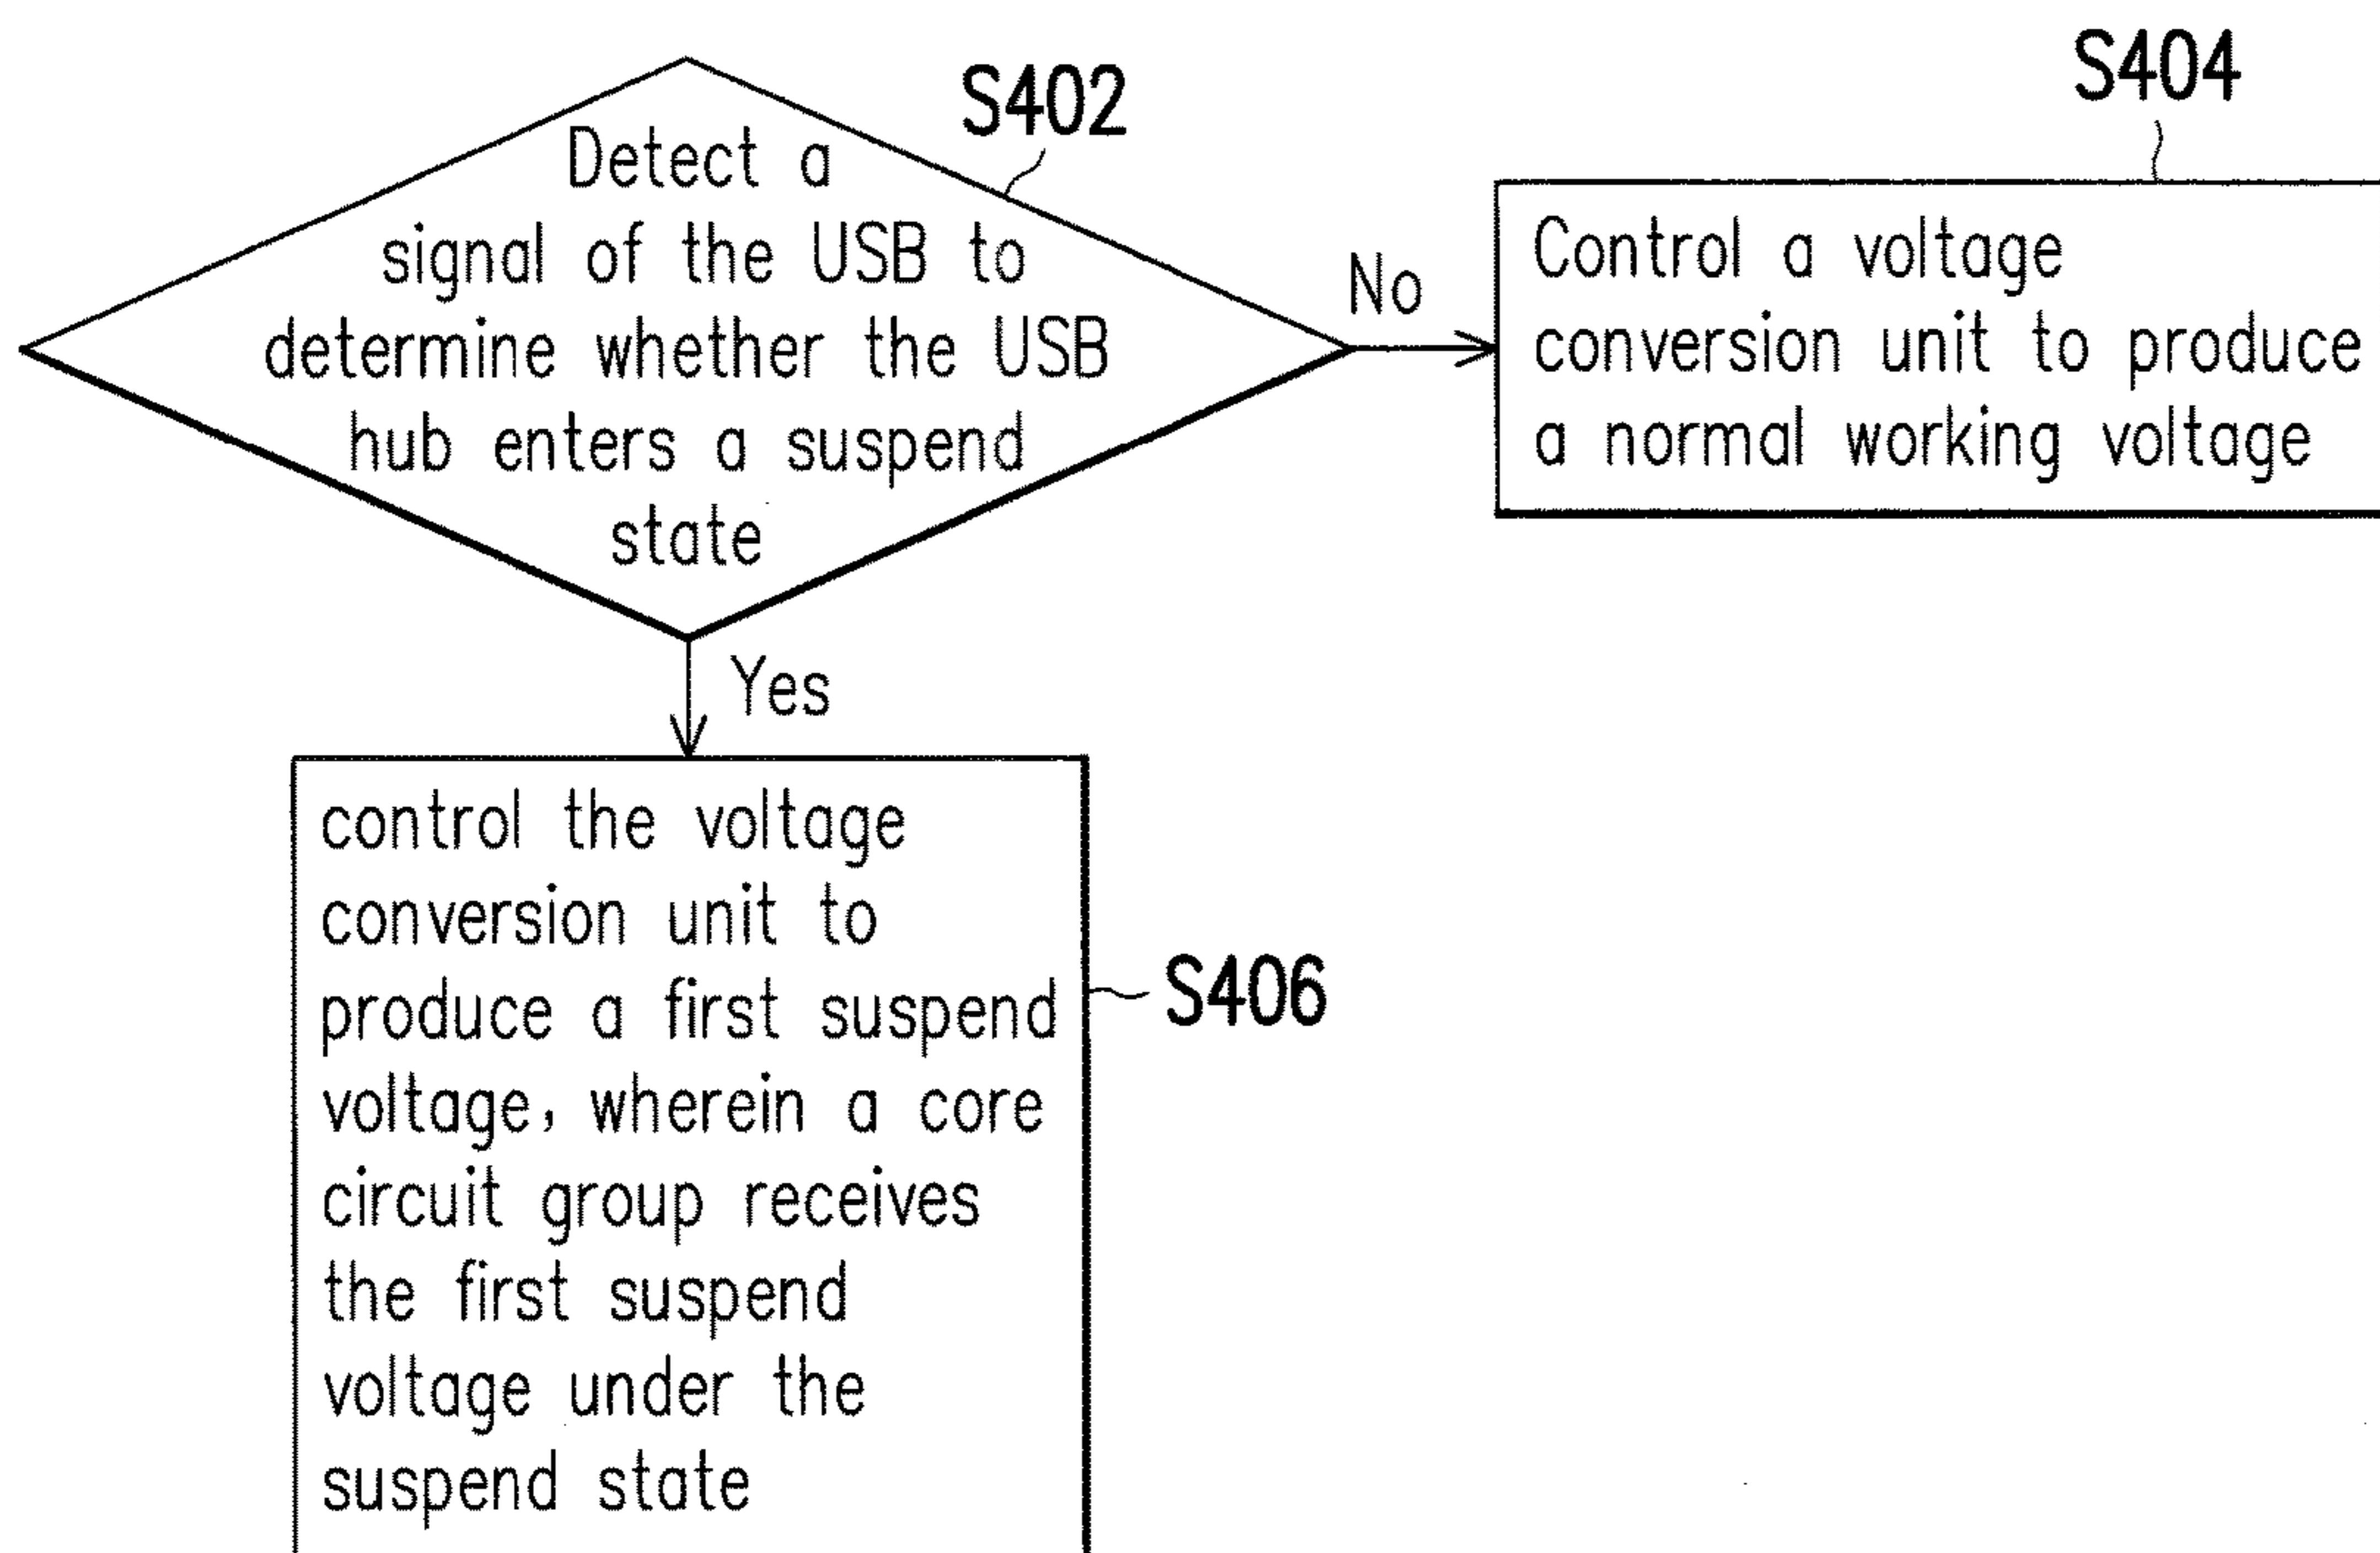 S402
Detect a
signal of the USB to
determine whether the USB
hub enters a suspend
state
No
S404
Control a voltage
conversion unit to produce
a normal working voltage
Yes
control the voltage
conversion unit to
produce a first suspend
voltage, wherein a core
circuit group receives
the first suspend
voltage under the
suspend state
S406